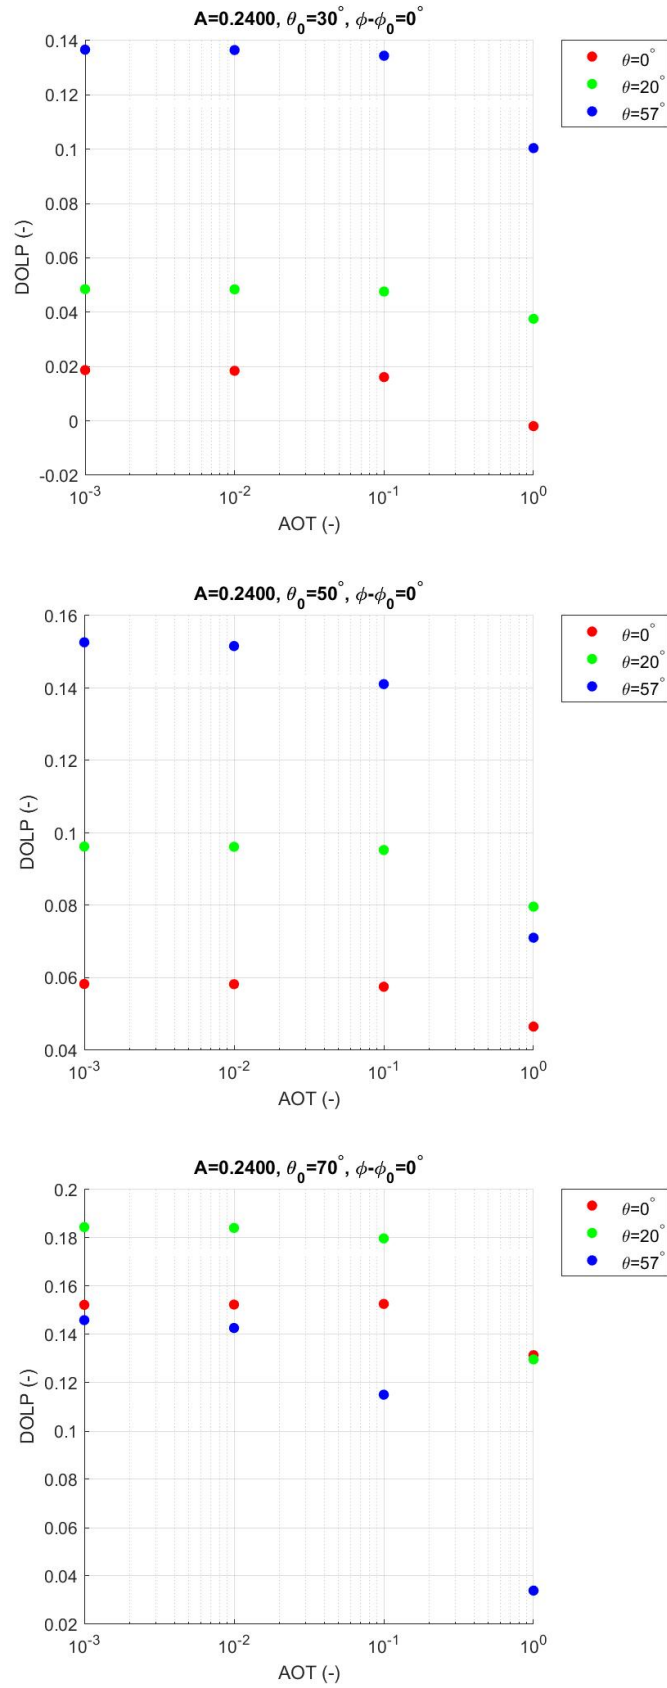 A=0.2400, θ₀=30°, ϕ-ϕ₀=0°
0.14
0.12
0.1
0.08
0.06
0.04
0.02
0
-0.02
DOLP (-)
10⁻³ 10⁻² 10⁻¹ 10⁰
AOT (-)
θ=0°
θ=20°
θ=57°
A=0.2400, θ₀=50°, ϕ-ϕ₀=0°
0.16
0.14
0.12
0.1
0.08
0.06
0.04
DOLP (-)
10⁻³ 10⁻² 10⁻¹ 10⁰
AOT (-)
θ=0°
θ=20°
θ=57°
A=0.2400, θ₀=70°, ϕ-ϕ₀=0°
0.2
0.18
0.16
0.14
0.12
0.1
0.08
0.06
0.04
0.02
DOLP (-)
10⁻³ 10⁻² 10⁻¹ 10⁰
AOT (-)
θ=0°
θ=20°
θ=57°